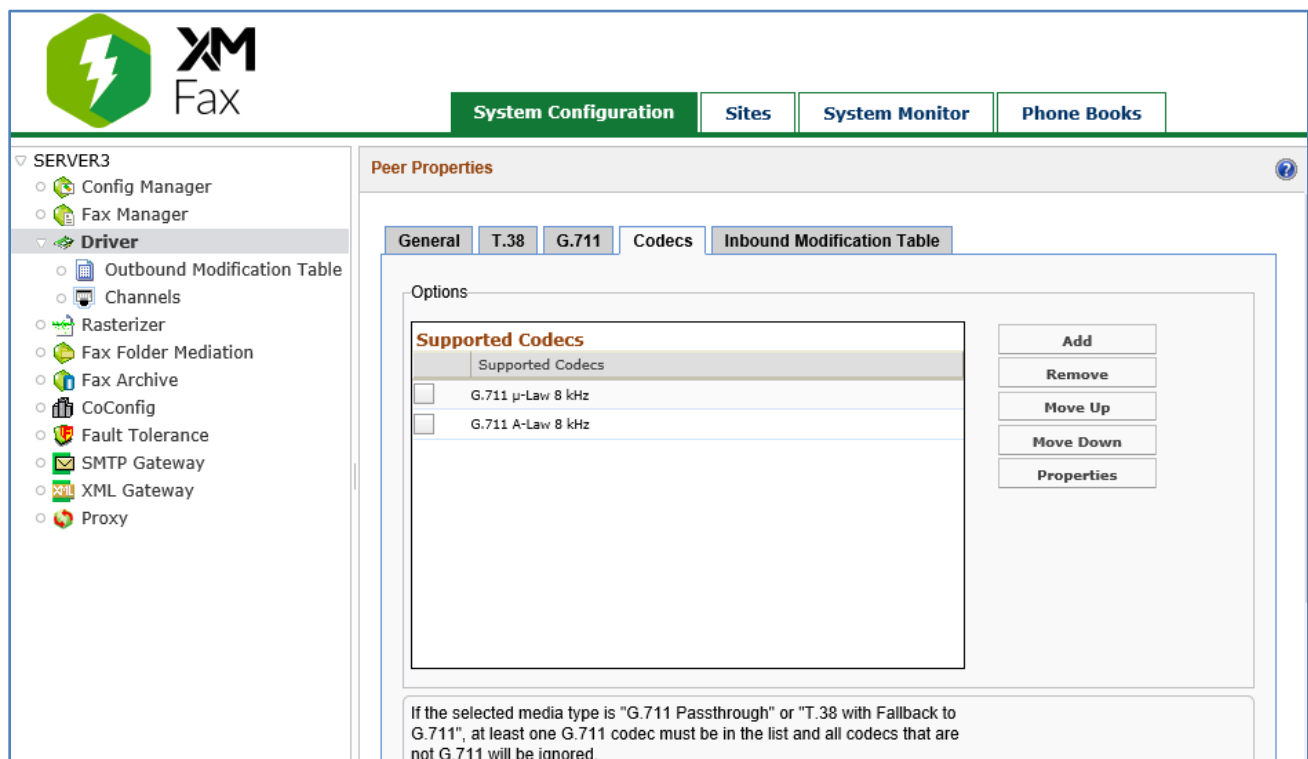 XM
Fax
System Configuration
Sites
System Monitor
Phone Books
SERVER3
Config Manager
Fax Manager
Driver
Outbound Modification Table
Channels
Rasterizer
Fax Folder Mediation
Fax Archive
CoConfig
Fault Tolerance
SMTP Gateway
XML Gateway
Proxy
Peer Properties
?
General
T.38
G.711
Codecs
Inbound Modification Table
Options
Supported Codecs
Supported Codecs
G.711 µ-Law 8 kHz
G.711 A-Law 8 kHz
Add
Remove
Move Up
Move Down
Properties
If the selected media type is "G.711 Passthrough" or "T.38 with Fallback to
G.711", at least one G.711 codec must be in the list and all codecs that are
not G.711 will be ignored.